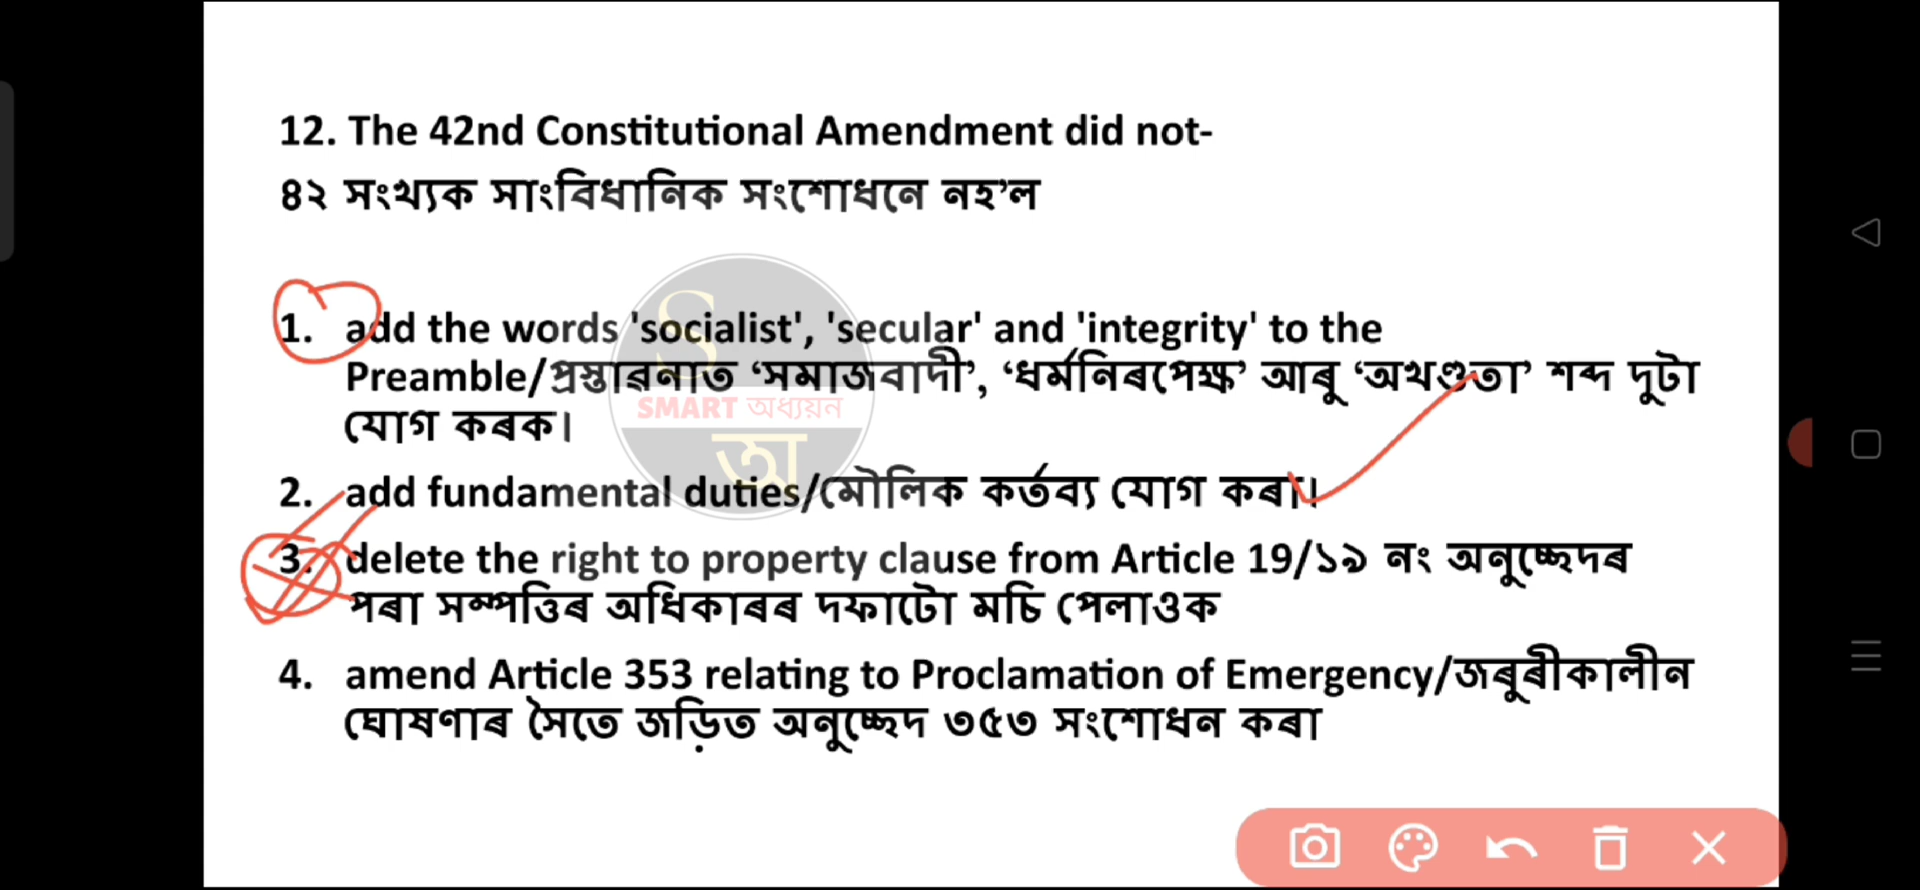 12. The 42nd Constitutional Amendment did not-
8২ সংখ্যক সাংবিধানিক সংশোধনে নহ’ল
1. add the words 'socialist', 'secular' and 'integrity' to the
Preamble/প্ৰস্তাৱনাত ‘সমাজবাদী’, ‘ধৰ্মনিৰপেক্ষ’ আৰু ‘অখণ্ডতা’ শব্দ দুটা
যোগ কৰক।
S
SMART অধ্যয়ন
অ
2. add fundamental duties/মৌলিক কৰ্তব্য যোগ কৰা।
3. delete the right to property clause from Article 19/১৯ নং অনুচ্ছেদৰ
পৰা সম্পত্তিৰ অধিকাৰৰ দফাটো মচি পেলাওক
4. amend Article 353 relating to Proclamation of Emergency/জৰুৰীকালীন
ঘোষণাৰ সৈতে জড়িত অনুচ্ছেদ ৩৫৩ সংশোধন কৰা